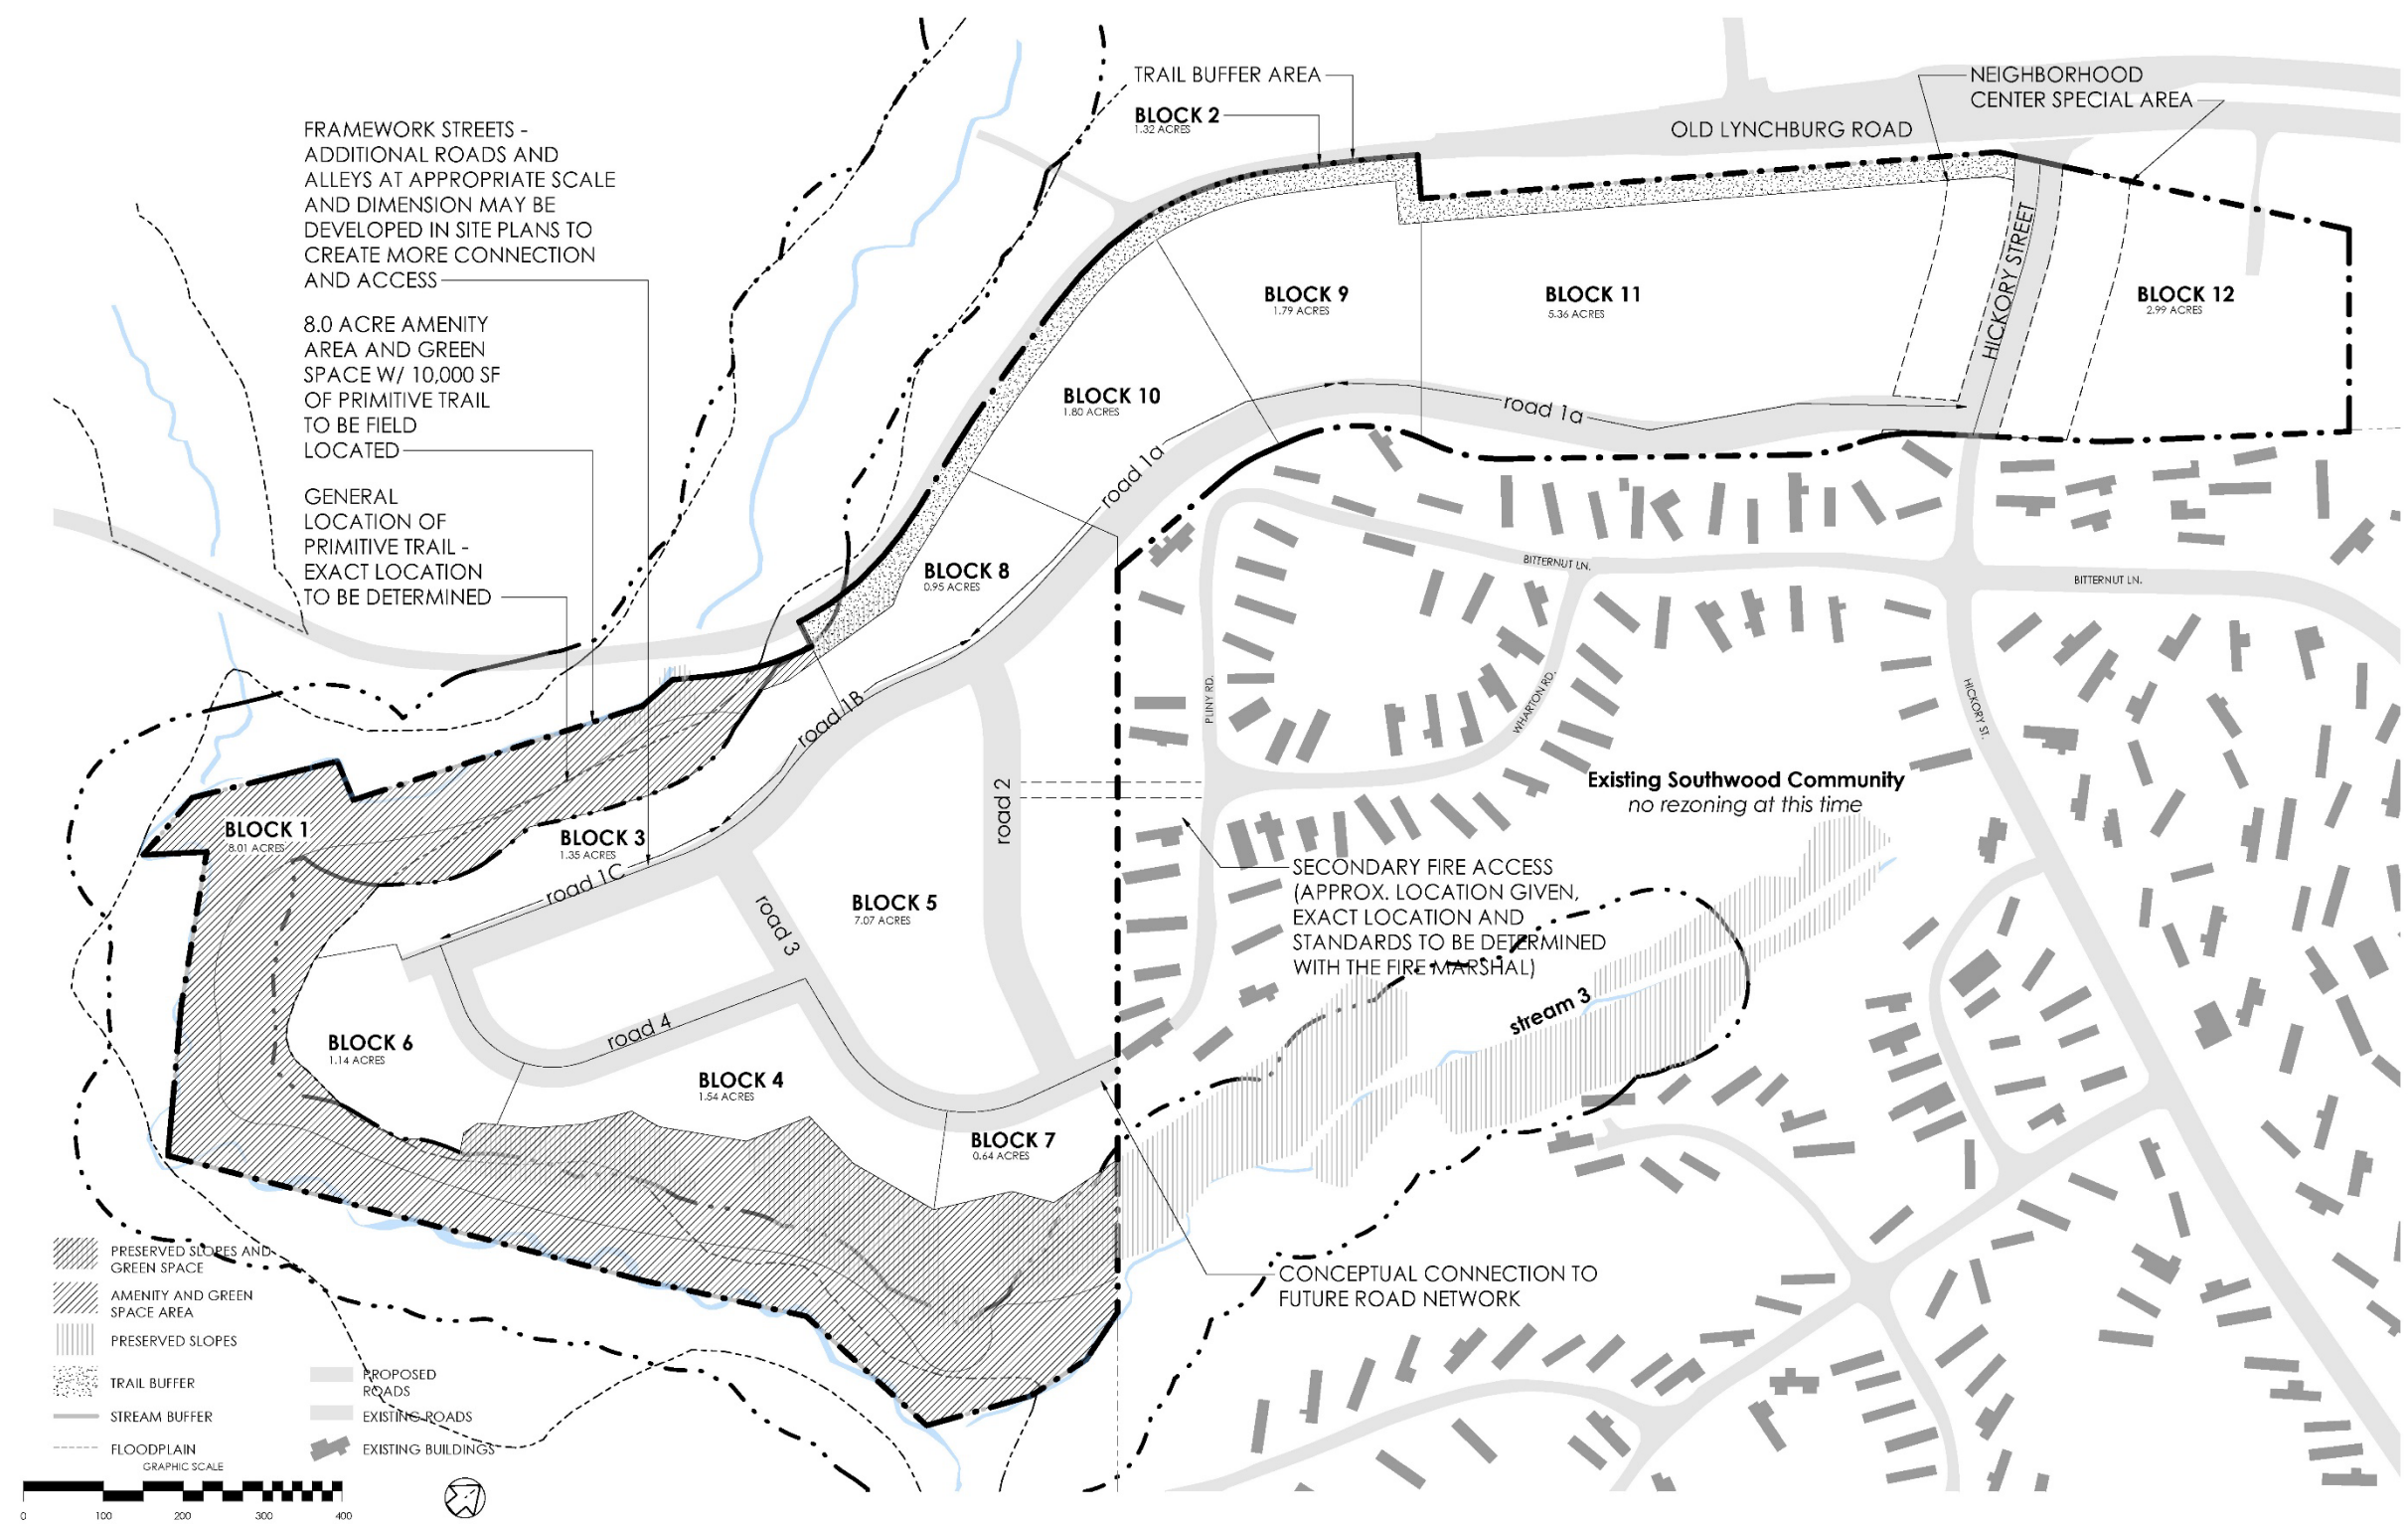 TRAIL BUFFER AREA
BLOCK 2
1.32 ACRES
NEIGHBORHOOD
CENTER SPECIAL AREA
OLD LYNCHBURG ROAD
FRAMEWORK STREETS -
ADDITIONAL ROADS AND
ALLEYS AT APPROPRIATE SCALE
AND DIMENSION MAY BE
DEVELOPED IN SITE PLANS TO
CREATE MORE CONNECTION
AND ACCESS
8.0 ACRE AMENITY
AREA AND GREEN
SPACE W/ 10,000 SF
OF PRIMITIVE TRAIL
TO BE FIELD
LOCATED
GENERAL
LOCATION OF
PRIMITIVE TRAIL -
EXACT LOCATION
TO BE DETERMINED
BLOCK 9
1.79 ACRES
BLOCK 11
5.36 ACRES
HICKORY STREET
BLOCK 12
2.99 ACRES
BLOCK 10
1.80 ACRES
road 1a
road 1a
BLOCK 8
0.95 ACRES
BITTERNUT LN.
BITTERNUT LN.
road 1B
PLINY RD.
WHARTON RD.
HICKORY ST.
road 2
Existing Southwood Community
no rezoning at this time
BLOCK 1
8.01 ACRES
BLOCK 3
1.35 ACRES
road 1C
road 3
BLOCK 5
7.07 ACRES
SECONDARY FIRE ACCESS
(APPROX. LOCATION GIVEN,
EXACT LOCATION AND
STANDARDS TO BE DETERMINED
WITH THE FIRE MARSHAL)
stream 3
BLOCK 6
1.14 ACRES
road 4
BLOCK 4
1.54 ACRES
BLOCK 7
0.64 ACRES
CONCEPTUAL CONNECTION TO
FUTURE ROAD NETWORK
PRESERVED SLOPES AND
GREEN SPACE
AMENITY AND GREEN
SPACE AREA
PRESERVED SLOPES
TRAIL BUFFER
STREAM BUFFER
FLOODPLAIN
PROPOSED
ROADS
EXISTING ROADS
EXISTING BUILDINGS
GRAPHIC SCALE
0 100 200 300 400